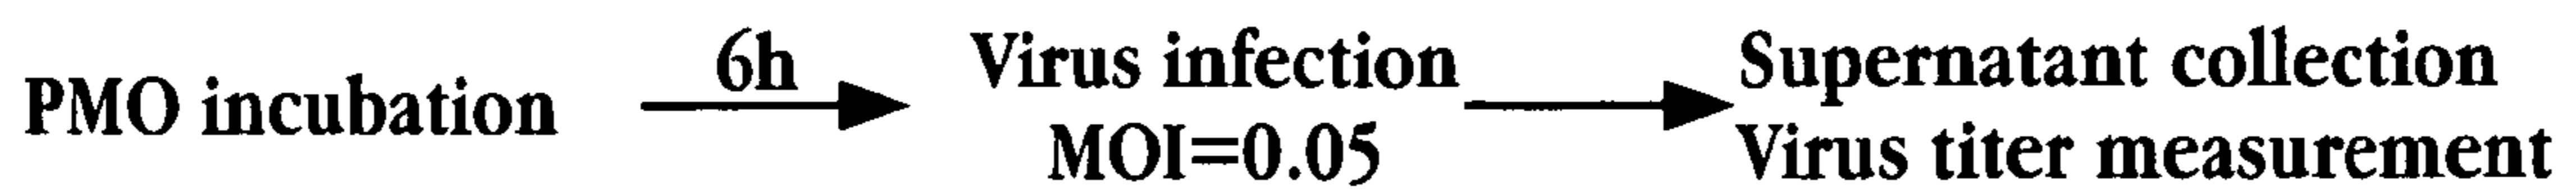 PMO incubation
6h
Virus infection
MOI=0.05
Supernatant collection
Virus titer measurement